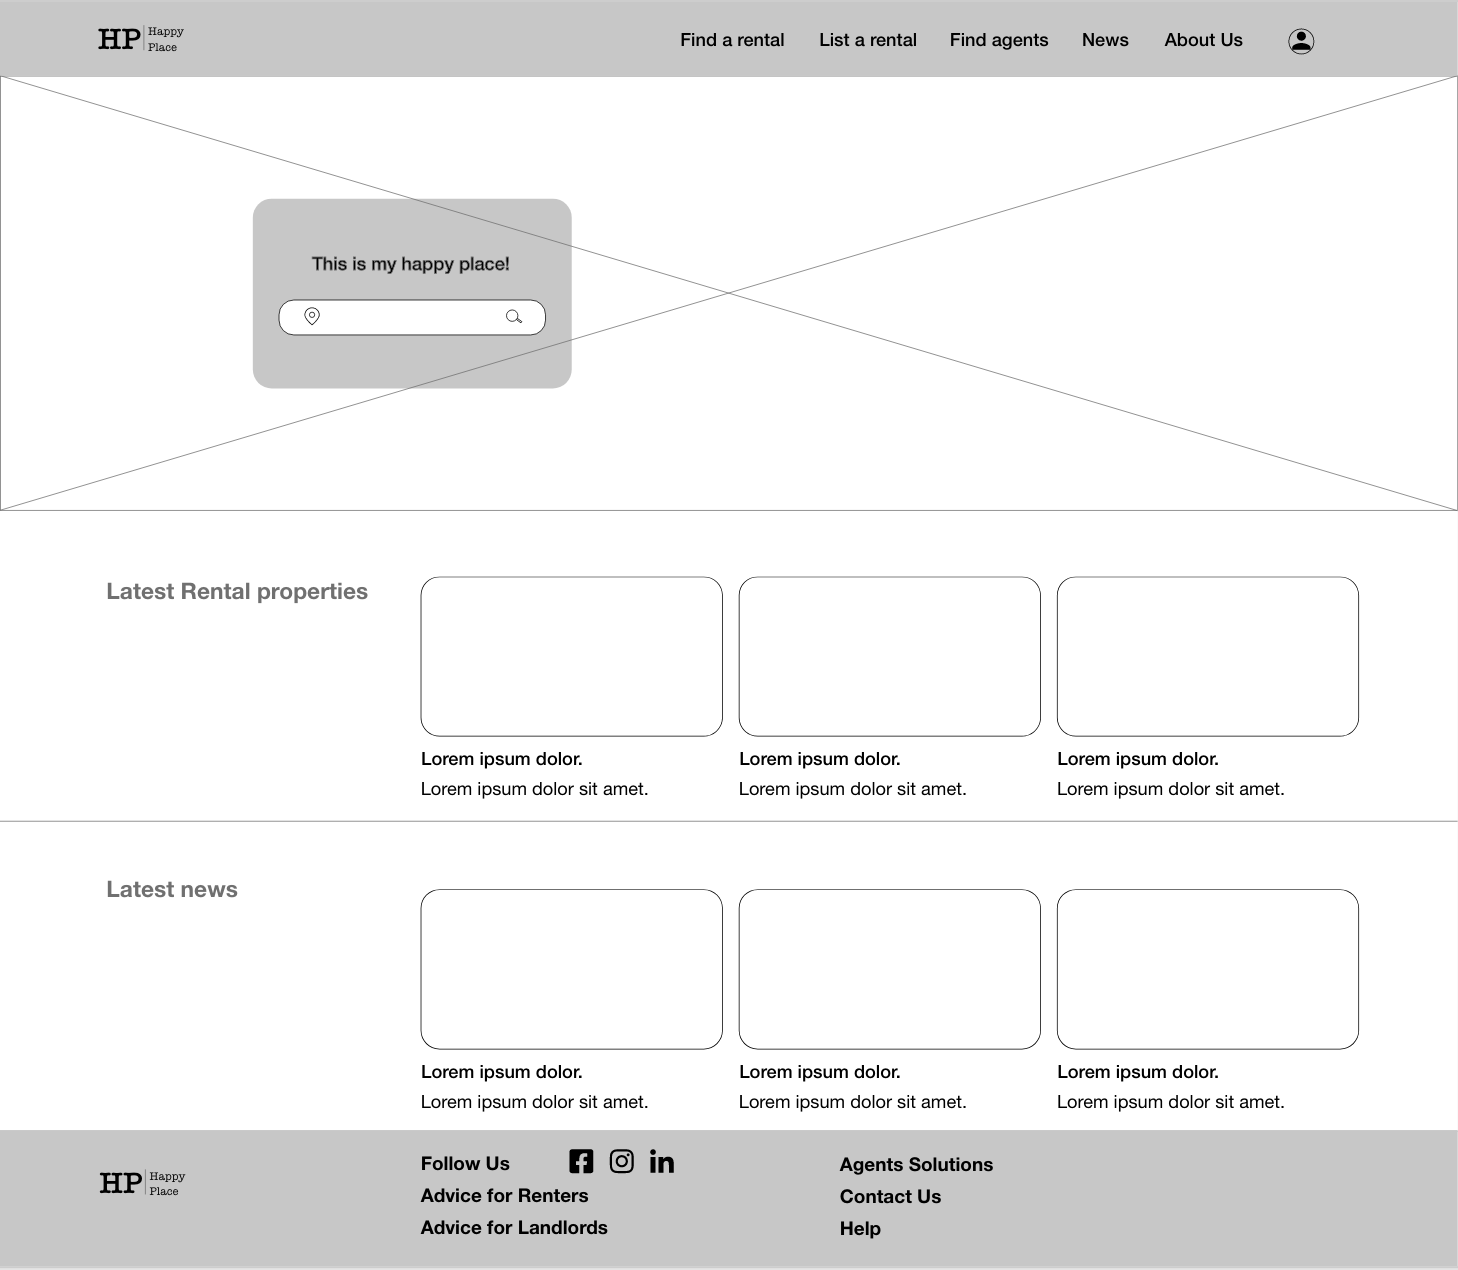 HP Happy
Place
Find a rental List a rental Find agents News About Us
This is my happy place!
Latest Rental properties
Lorem ipsum dolor. Lorem ipsum dolor. Lorem ipsum dolor.
Lorem ipsum dolor sit amet. Lorem ipsum dolor sit amet. Lorem ipsum dolor sit amet.
Latest news
Lorem ipsum dolor. Lorem ipsum dolor. Lorem ipsum dolor.
Lorem ipsum dolor sit amet. Lorem ipsum dolor sit amet. Lorem ipsum dolor sit amet.
HP Happy
Place
Follow Us
Advice for Renters
Advice for Landlords
Agents Solutions
Contact Us
Help